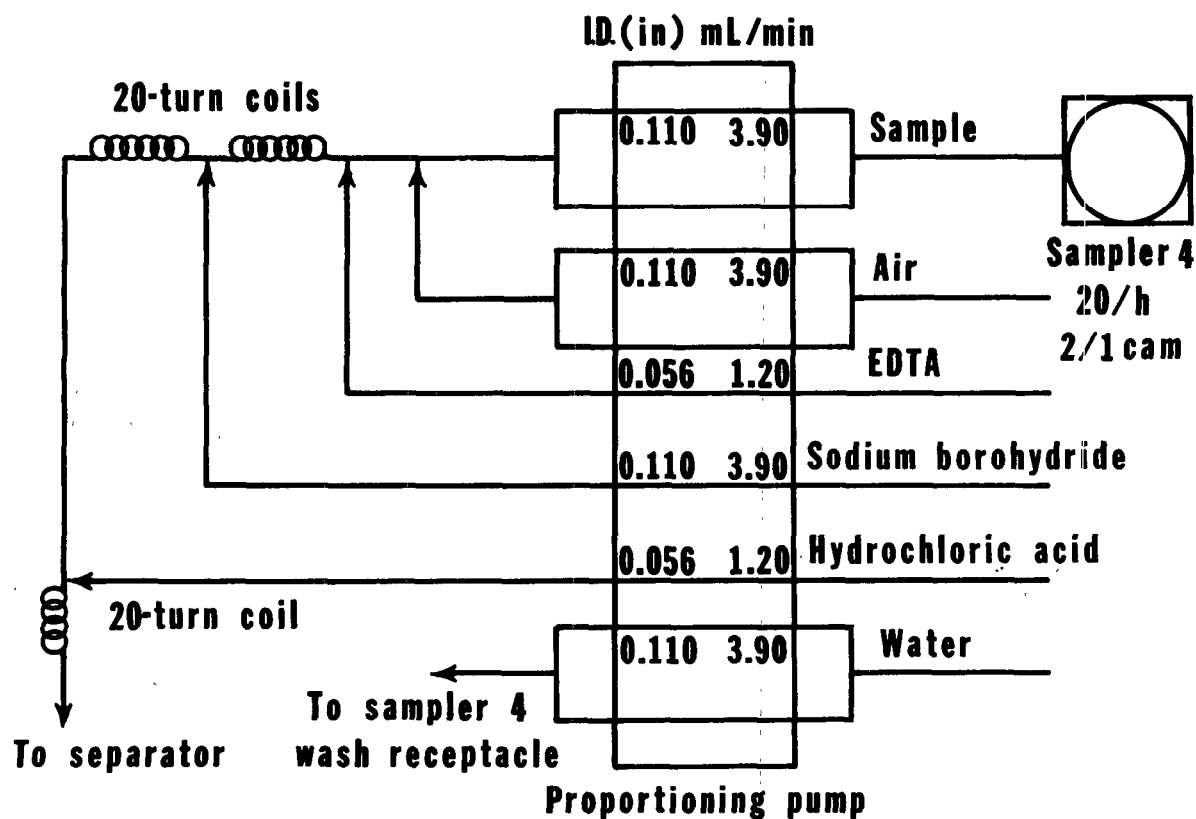 I.D.(in) mL/min
20-turn coils
0.110 3.90 Sample
Sampler 4
20/h
2/1 cam
0.110 3.90 Air
0.056 1.20 EDTA
0.110 3.90 Sodium borohydride
0.056 1.20 Hydrochloric acid
20-turn coil
0.110 3.90 Water
To sampler 4
wash receptacle
To separator
Proportioning pump